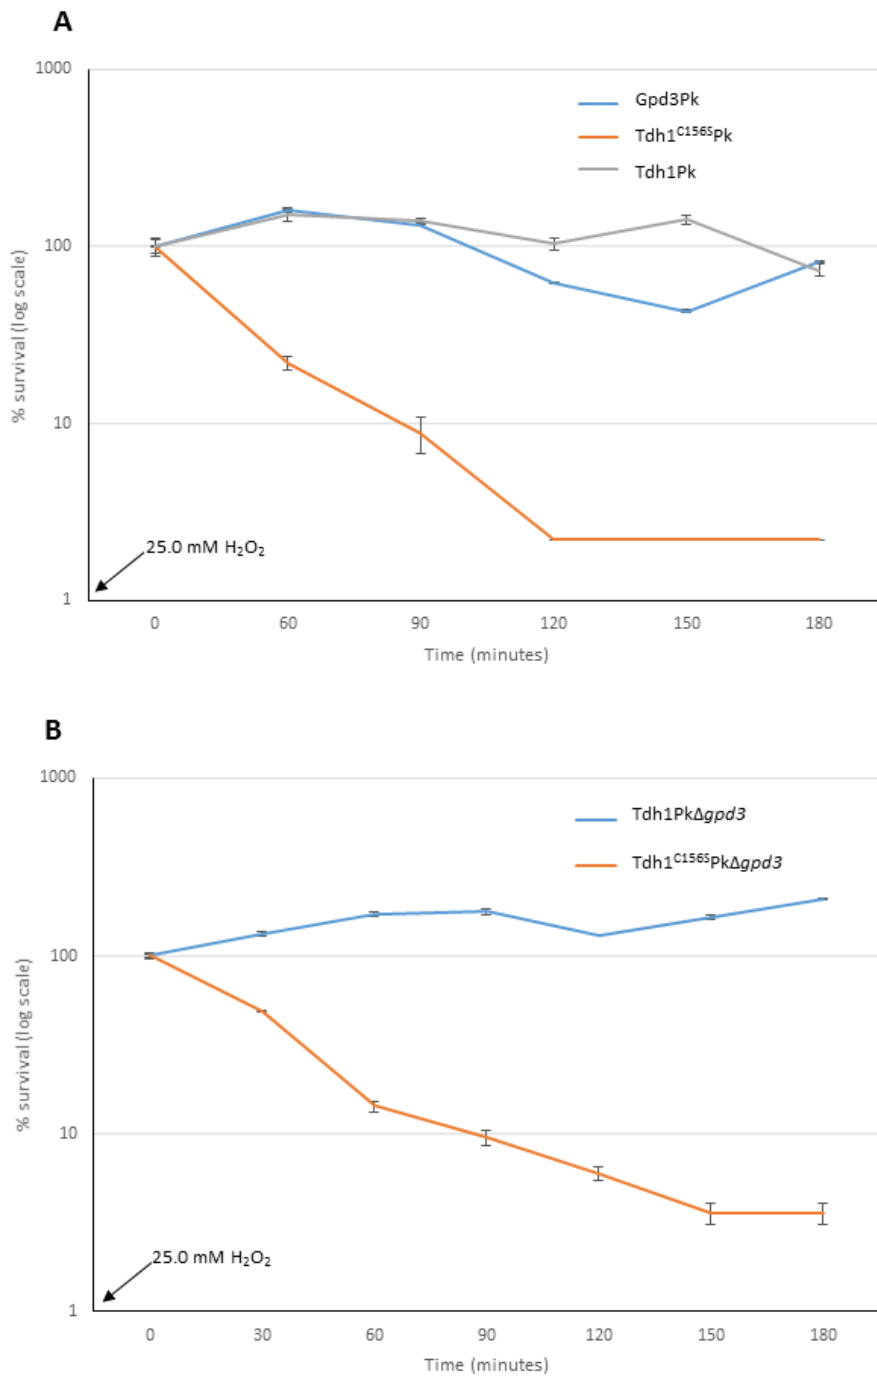 A
1000
100
10
1
% survival (log scale)
Gpd3Pk
Tdh1C156SPk
Tdh1Pk
25.0 mM H2O2
0 60 90 120 150 180
Time (minutes)
B
1000
100
10
1
% survival (log scale)
Tdh1PkΔgpd3
Tdh1C156SPkΔgpd3
25.0 mM H2O2
0 30 60 90 120 150 180
Time (minutes)